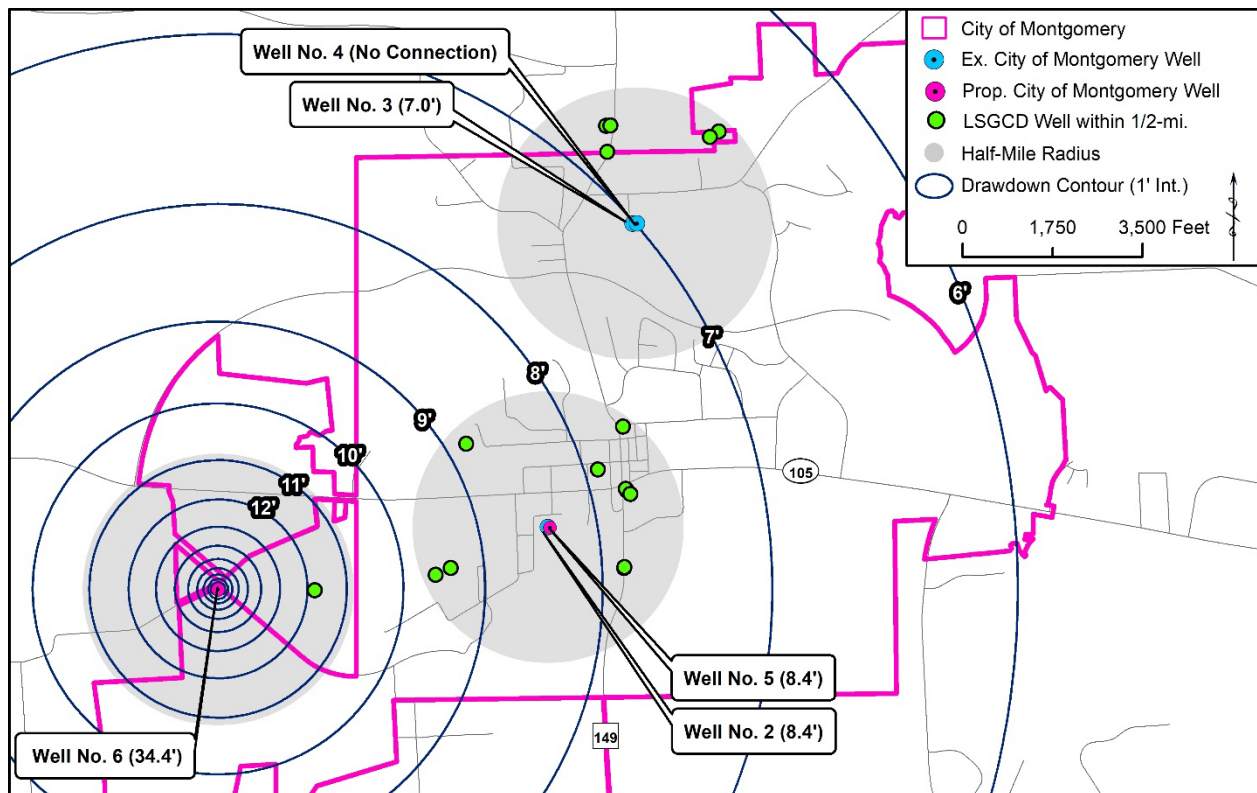 Well No. 4 (No Connection)
Well No. 3 (7.0')
City of Montgomery
Ex. City of Montgomery Well
Prop. City of Montgomery Well
LSGCD Well within 1/2-mi.
Half-Mile Radius
Drawdown Contour (1' Int.)
0 1,750 3,500 Feet
6'
7'
8'
9'
10'
11'
12'
105
Well No. 5 (8.4')
Well No. 2 (8.4')
149
Well No. 6 (34.4')